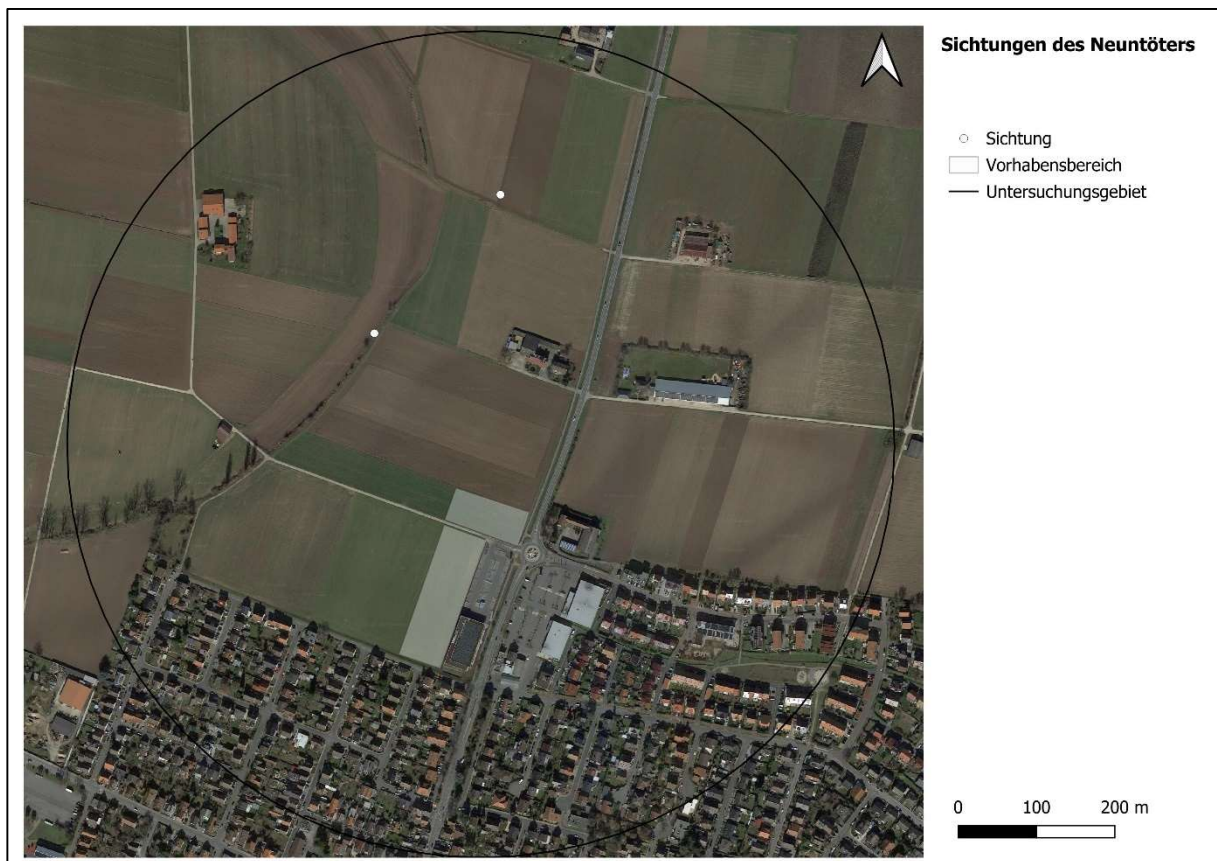 Sichtungen des Neuntöters
Sichtung
Vorhabensbereich
Untersuchungsgebiet
0 100 200 m